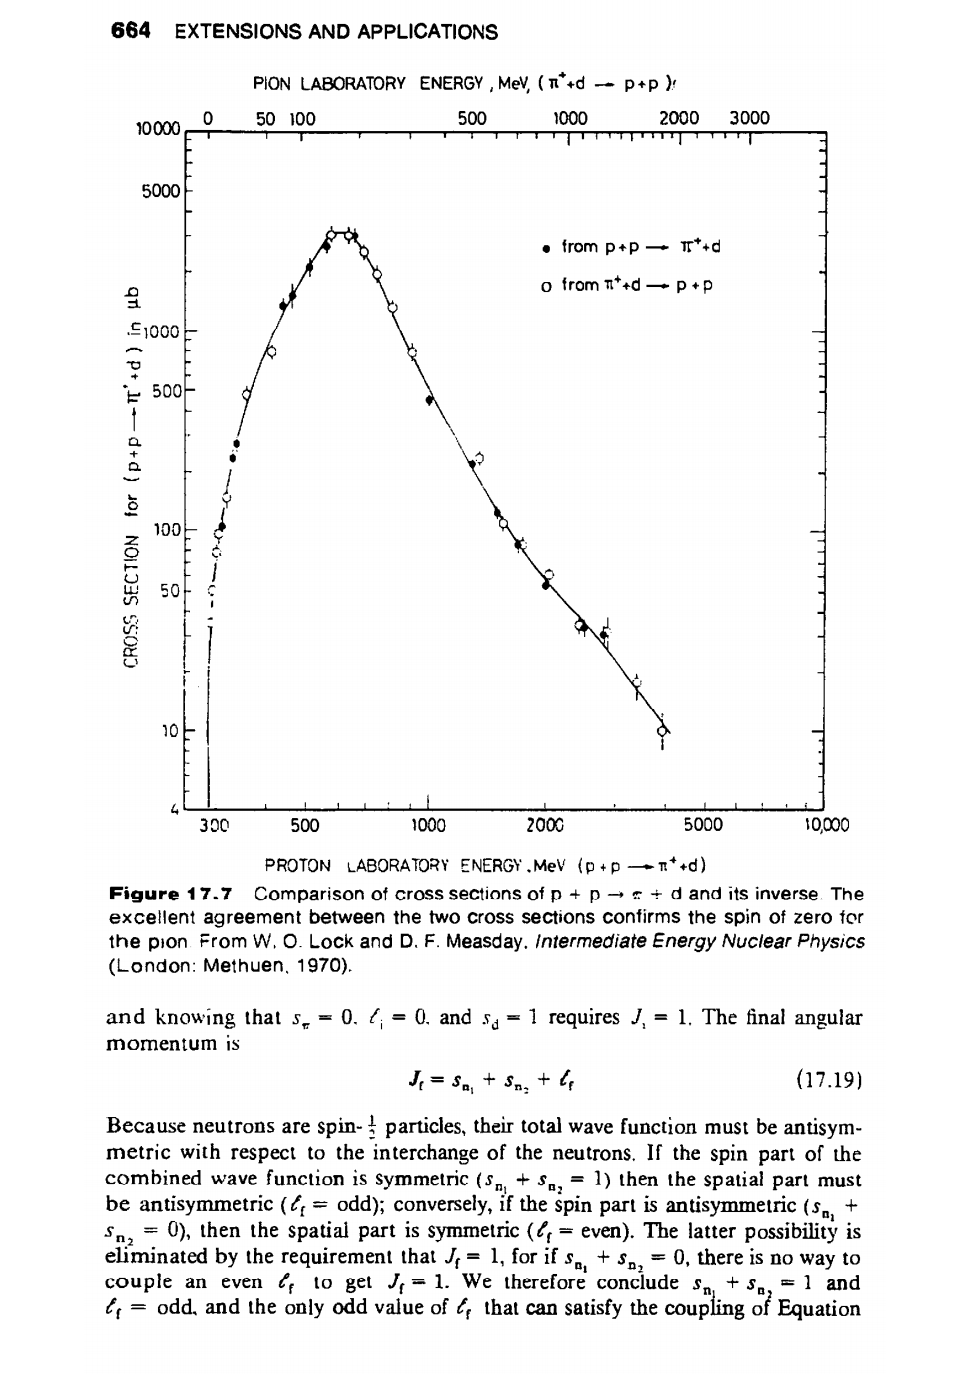 664 EXTENSIONS AND APPLICATIONS
PION LABORATORY ENERGY , MeV, ( π⁺+d → p+p )
0 50 100 500 1000 2000 3000
10000
5000
1000
500
100
50
10
4
CROSS SECTION for (p+p → π⁺+d ) in μb
• from p+p → π⁺+d
o from π⁺+d → p+p
300 500 1000 2000 5000 10,000
PROTON LABORATORY ENERGY , MeV (p+p → π⁺+d)
Figure 17.7 Comparison of cross sections of p + p → π + d and its inverse. The
excellent agreement between the two cross sections confirms the spin of zero for
the pion. From W. O. Lock and D. F. Measday, Intermediate Energy Nuclear Physics
(London: Methuen, 1970).
and knowing that s_π = 0, ℓ_i = 0, and s_d = 1 requires J_i = 1. The final angular
momentum is
J_f = s_n₁ + s_n₂ + ℓ_f (17.19)
Because neutrons are spin-½ particles, their total wave function must be antisym-
metric with respect to the interchange of the neutrons. If the spin part of the
combined wave function is symmetric (s_n₁ + s_n₂ = 1) then the spatial part must
be antisymmetric (ℓ_f = odd); conversely, if the spin part is antisymmetric (s_n₁ +
s_n₂ = 0), then the spatial part is symmetric (ℓ_f = even). The latter possibility is
eliminated by the requirement that J_f = 1, for if s_n₁ + s_n₂ = 0, there is no way to
couple an even ℓ_f to get J_f = 1. We therefore conclude s_n₁ + s_n₂ = 1 and
ℓ_f = odd, and the only odd value of ℓ_f that can satisfy the coupling of Equation